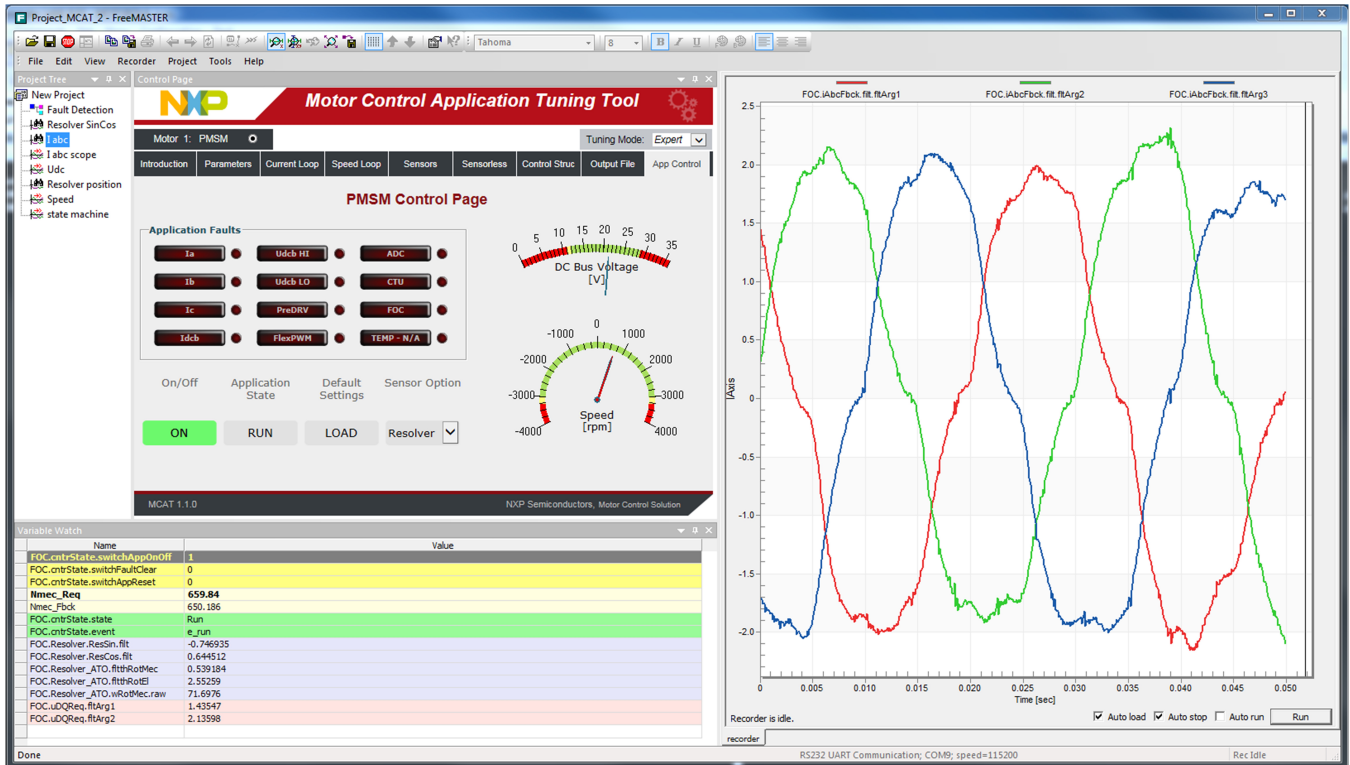 Project_MCAT_2 - FreeMASTER
Tahoma 8 B I U
File Edit View Recorder Project Tools Help
Project Tree
New Project
Fault Detection
Resolver SinCos
I abc
I abc scope
Udc
Resolver position
Speed
state machine
Control Page
NXP Motor Control Application Tuning Tool
Motor 1: PMSM
Tuning Mode: Expert
Introduction Parameters Current Loop Speed Loop Sensors Sensorless Control Struc Output File App Control
PMSM Control Page
Application Faults
Ia Udcb HI ADC
Ib Udcb LO CTU
Ic PreDRV FOC
Idcb FlexPWM TEMP - N/A
0 5 10 15 20 25 30 35
DC Bus Voltage
[V]
-4000 -3000 -2000 -1000 0 1000 2000 3000 4000
Speed
[rpm]
On/Off Application State Default Settings Sensor Option
ON RUN LOAD Resolver
MCAT 1.1.0
NXP Semiconductors, Motor Control Solution
Variable Watch
Name Value
FOC.cntrState.switchAppOnOff 1
FOC.cntrState.switchFaultClear 0
FOC.cntrState.switchAppReset 0
Nmec_Req 659.84
Nmec_Fbck 650.186
FOC.cntrState.state Run
FOC.cntrState.event e_run
FOC.Resolver.ResSin.filt -0.746935
FOC.Resolver.ResCos.filt 0.644512
FOC.Resolver_ATO.fltthRotMec 0.539184
FOC.Resolver_ATO.fltthRotEl 2.55259
FOC.Resolver_ATO.wRotMec.raw 71.6976
FOC.uDQReq.fltArg1 1.43547
FOC.uDQReq.fltArg2 2.13598
FOC.iAbcFbck.filt.fltArg1 FOC.iAbcFbck.filt.fltArg2 FOC.iAbcFbck.filt.fltArg3
2.5
2.0
1.5
1.0
0.5
0
-0.5
-1.0
-1.5
-2.0
IAxis
0 0.005 0.010 0.015 0.020 0.025 0.030 0.035 0.040 0.045 0.050
Time [sec]
Recorder is idle.
Auto load Auto stop Auto run Run
recorder
Done
RS232 UART Communication; COM9; speed=115200
Rec Idle